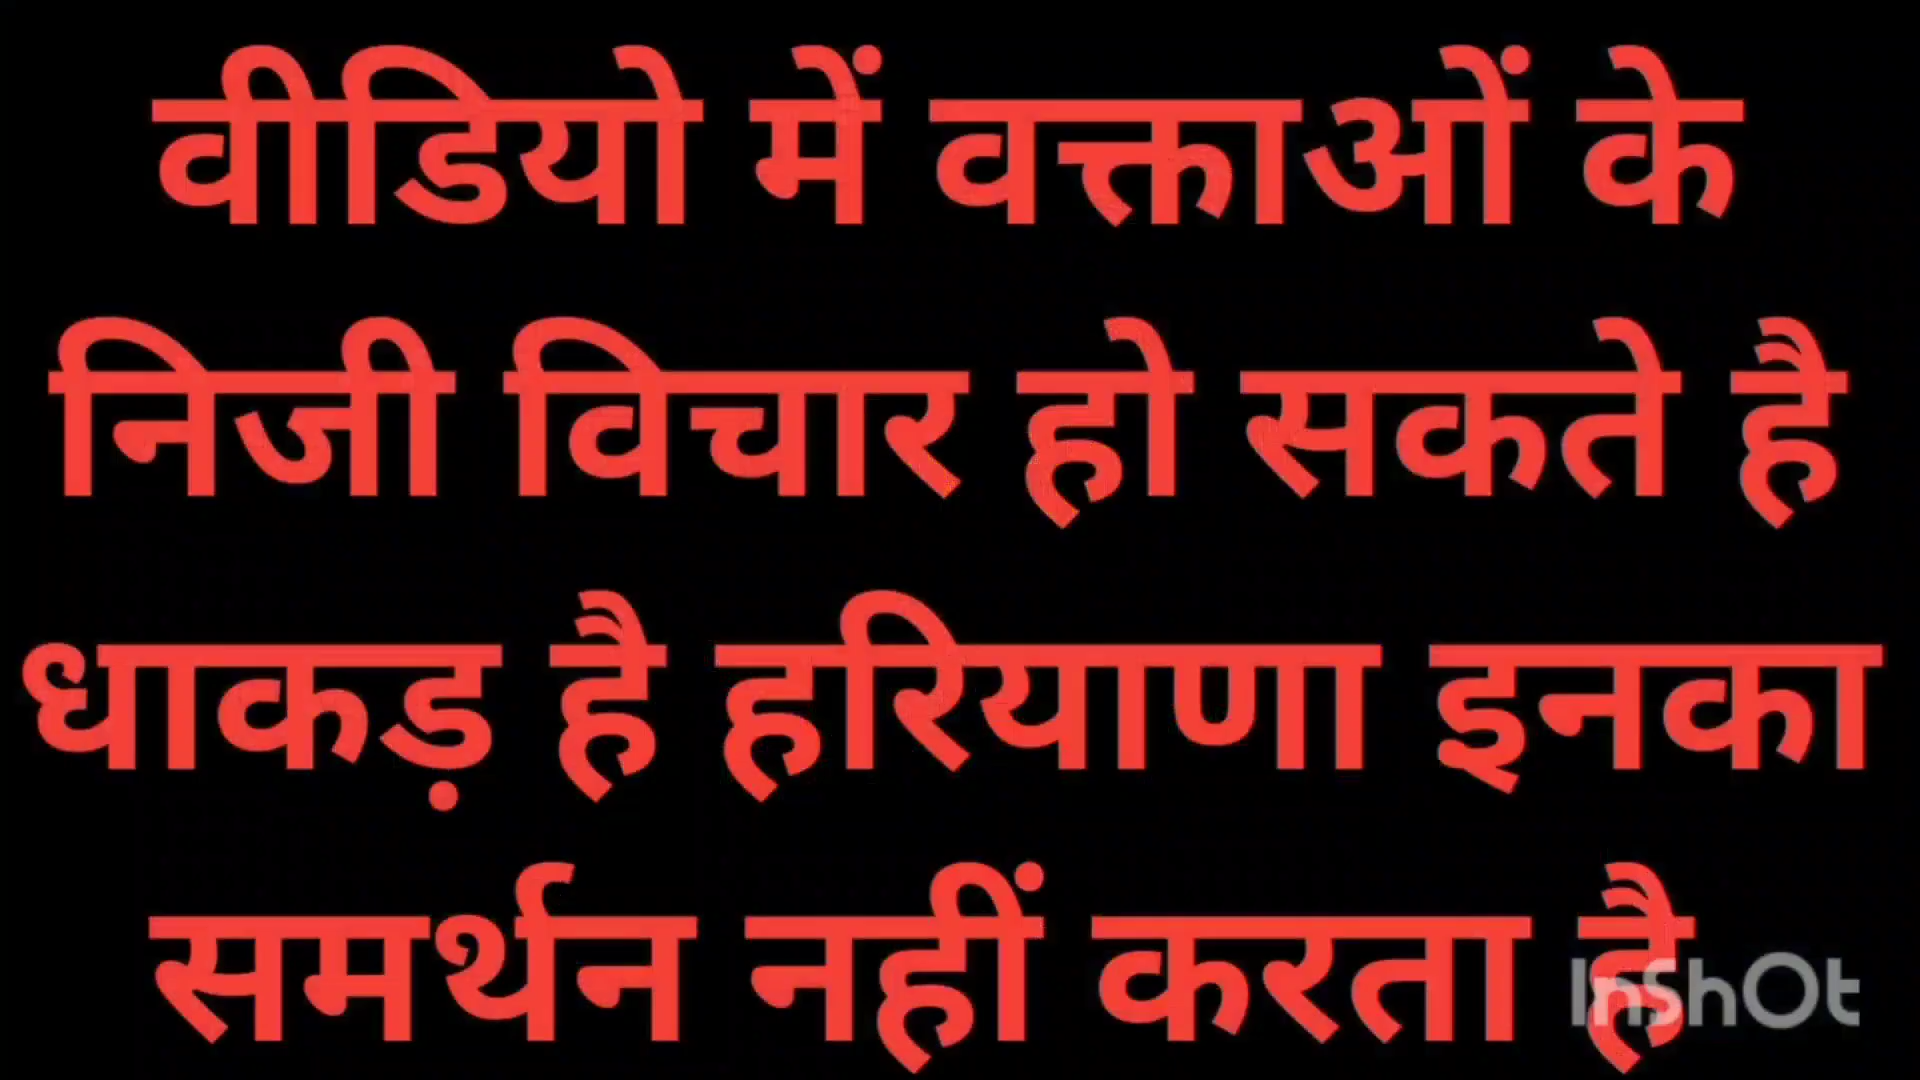 वीडियो में वक्ताओं के
निजी विचार हो सकते है
धाकड़ है हरियाणा इनका
समर्थन नहीं करता है
InShOt